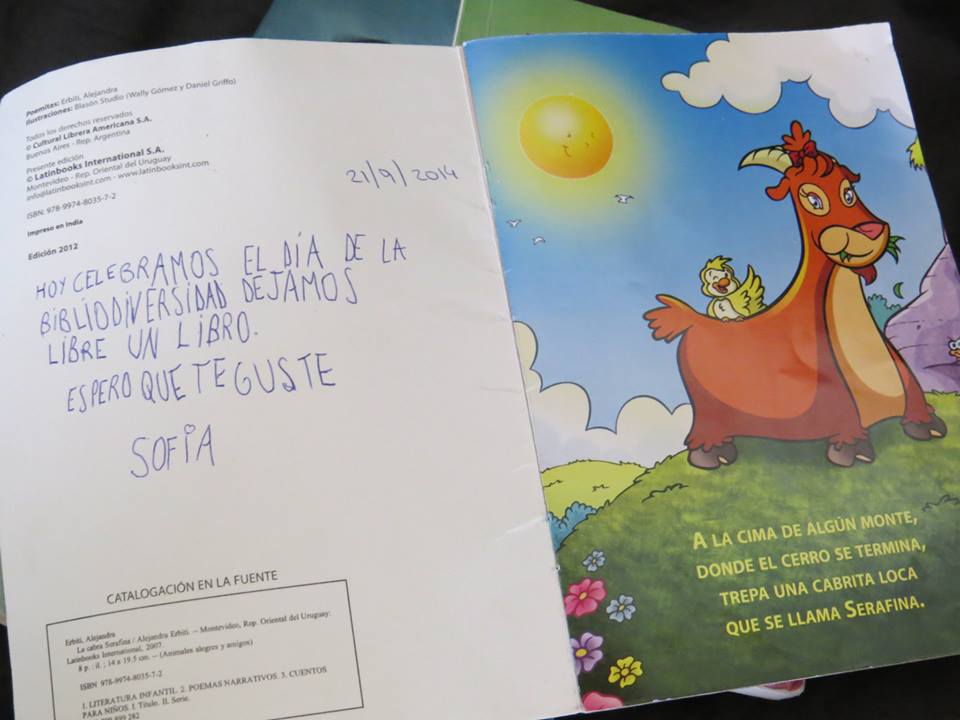 Poemitas: Erbiti, Alejandra
Ilustraciones: Blasón Studio (Wally Gómez y Daniel Griffo)
Todos los derechos reservados
© Cultural Librera Americana S.A.
Buenos Aires - Rep. Argentina
Presente edición
© Latinbooks International S.A.
Montevideo - Rep. Oriental del Uruguay
info@latinbooksint.com - www.latinbooksint.com
ISBN: 978-9974-8035-7-2
Impreso en India
Edición 2012
21/9/2014
HOY CELEBRAMOS EL DÍA DE LA
BIBLIODIVERSIDAD DEJAMOS
LIBRE UN LIBRO.
ESPERO QUE TE GUSTE
SOFIA
CATALOGACIÓN EN LA FUENTE
Erbiti, Alejandra
La cabra Serafina / Alejandra Erbiti. -- Montevideo, Rep. Oriental del Uruguay:
Latinbooks International, 2007.
8 p. : il. ; 14 x 19.5 cm. -- (Animales alegres y amigos)
ISBN 978-9974-8035-7-2
1. LITERATURA INFANTIL. 2. POEMAS NARRATIVOS. 3. CUENTOS
PARA NIÑOS. I. Título. II. Serie.
899 282
A LA CIMA DE ALGÚN MONTE,
DONDE EL CERRO SE TERMINA,
TREPA UNA CABRITA LOCA
QUE SE LLAMA SERAFINA.